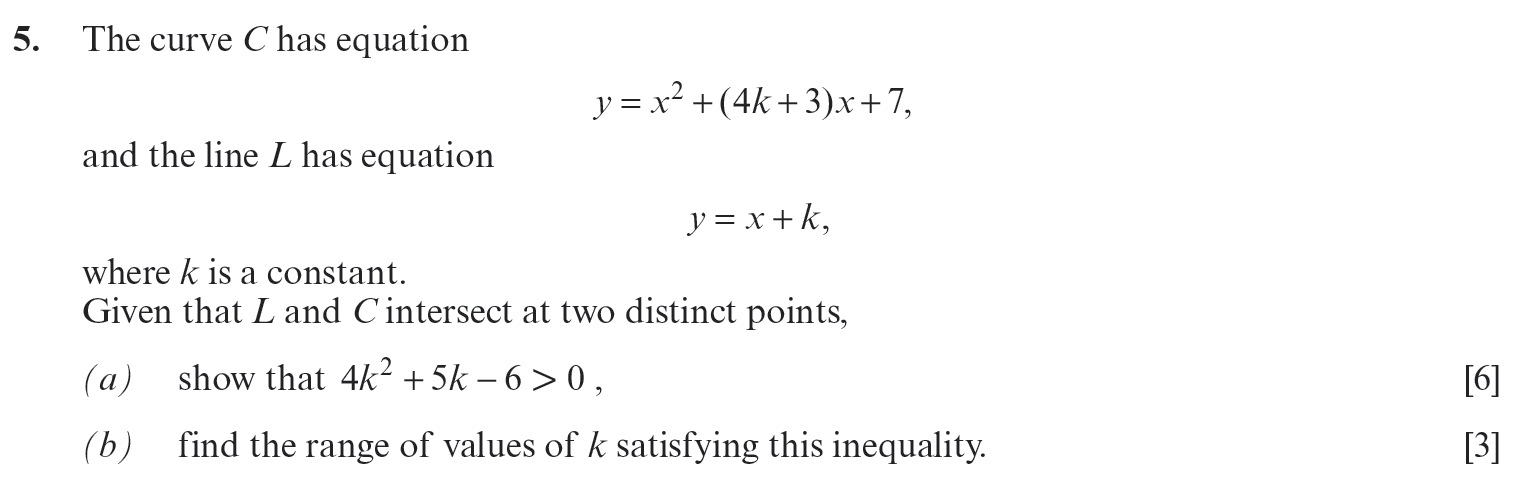 5. The curve C has equation
y = x² + (4k + 3)x + 7,
and the line L has equation
y = x + k,
where k is a constant.
Given that L and C intersect at two distinct points,
(a) show that 4k² + 5k − 6 > 0 , [6]
(b) find the range of values of k satisfying this inequality. [3]